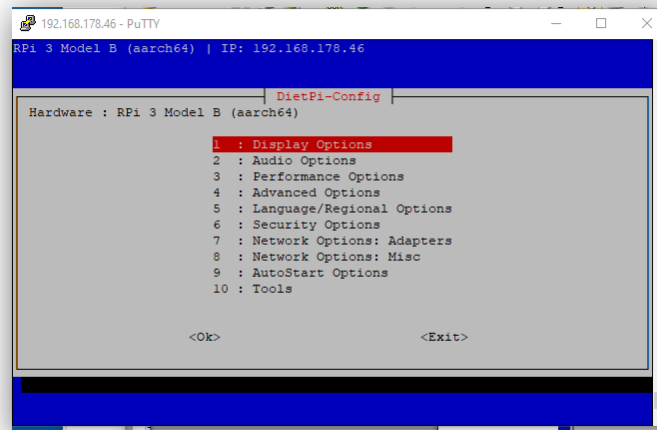 192.168.178.46 - PuTTY
RPi 3 Model B (aarch64) | IP: 192.168.178.46
DietPi-Config
Hardware : RPi 3 Model B (aarch64)
1 : Display Options
2 : Audio Options
3 : Performance Options
4 : Advanced Options
5 : Language/Regional Options
6 : Security Options
7 : Network Options: Adapters
8 : Network Options: Misc
9 : AutoStart Options
10 : Tools
<Ok> <Exit>